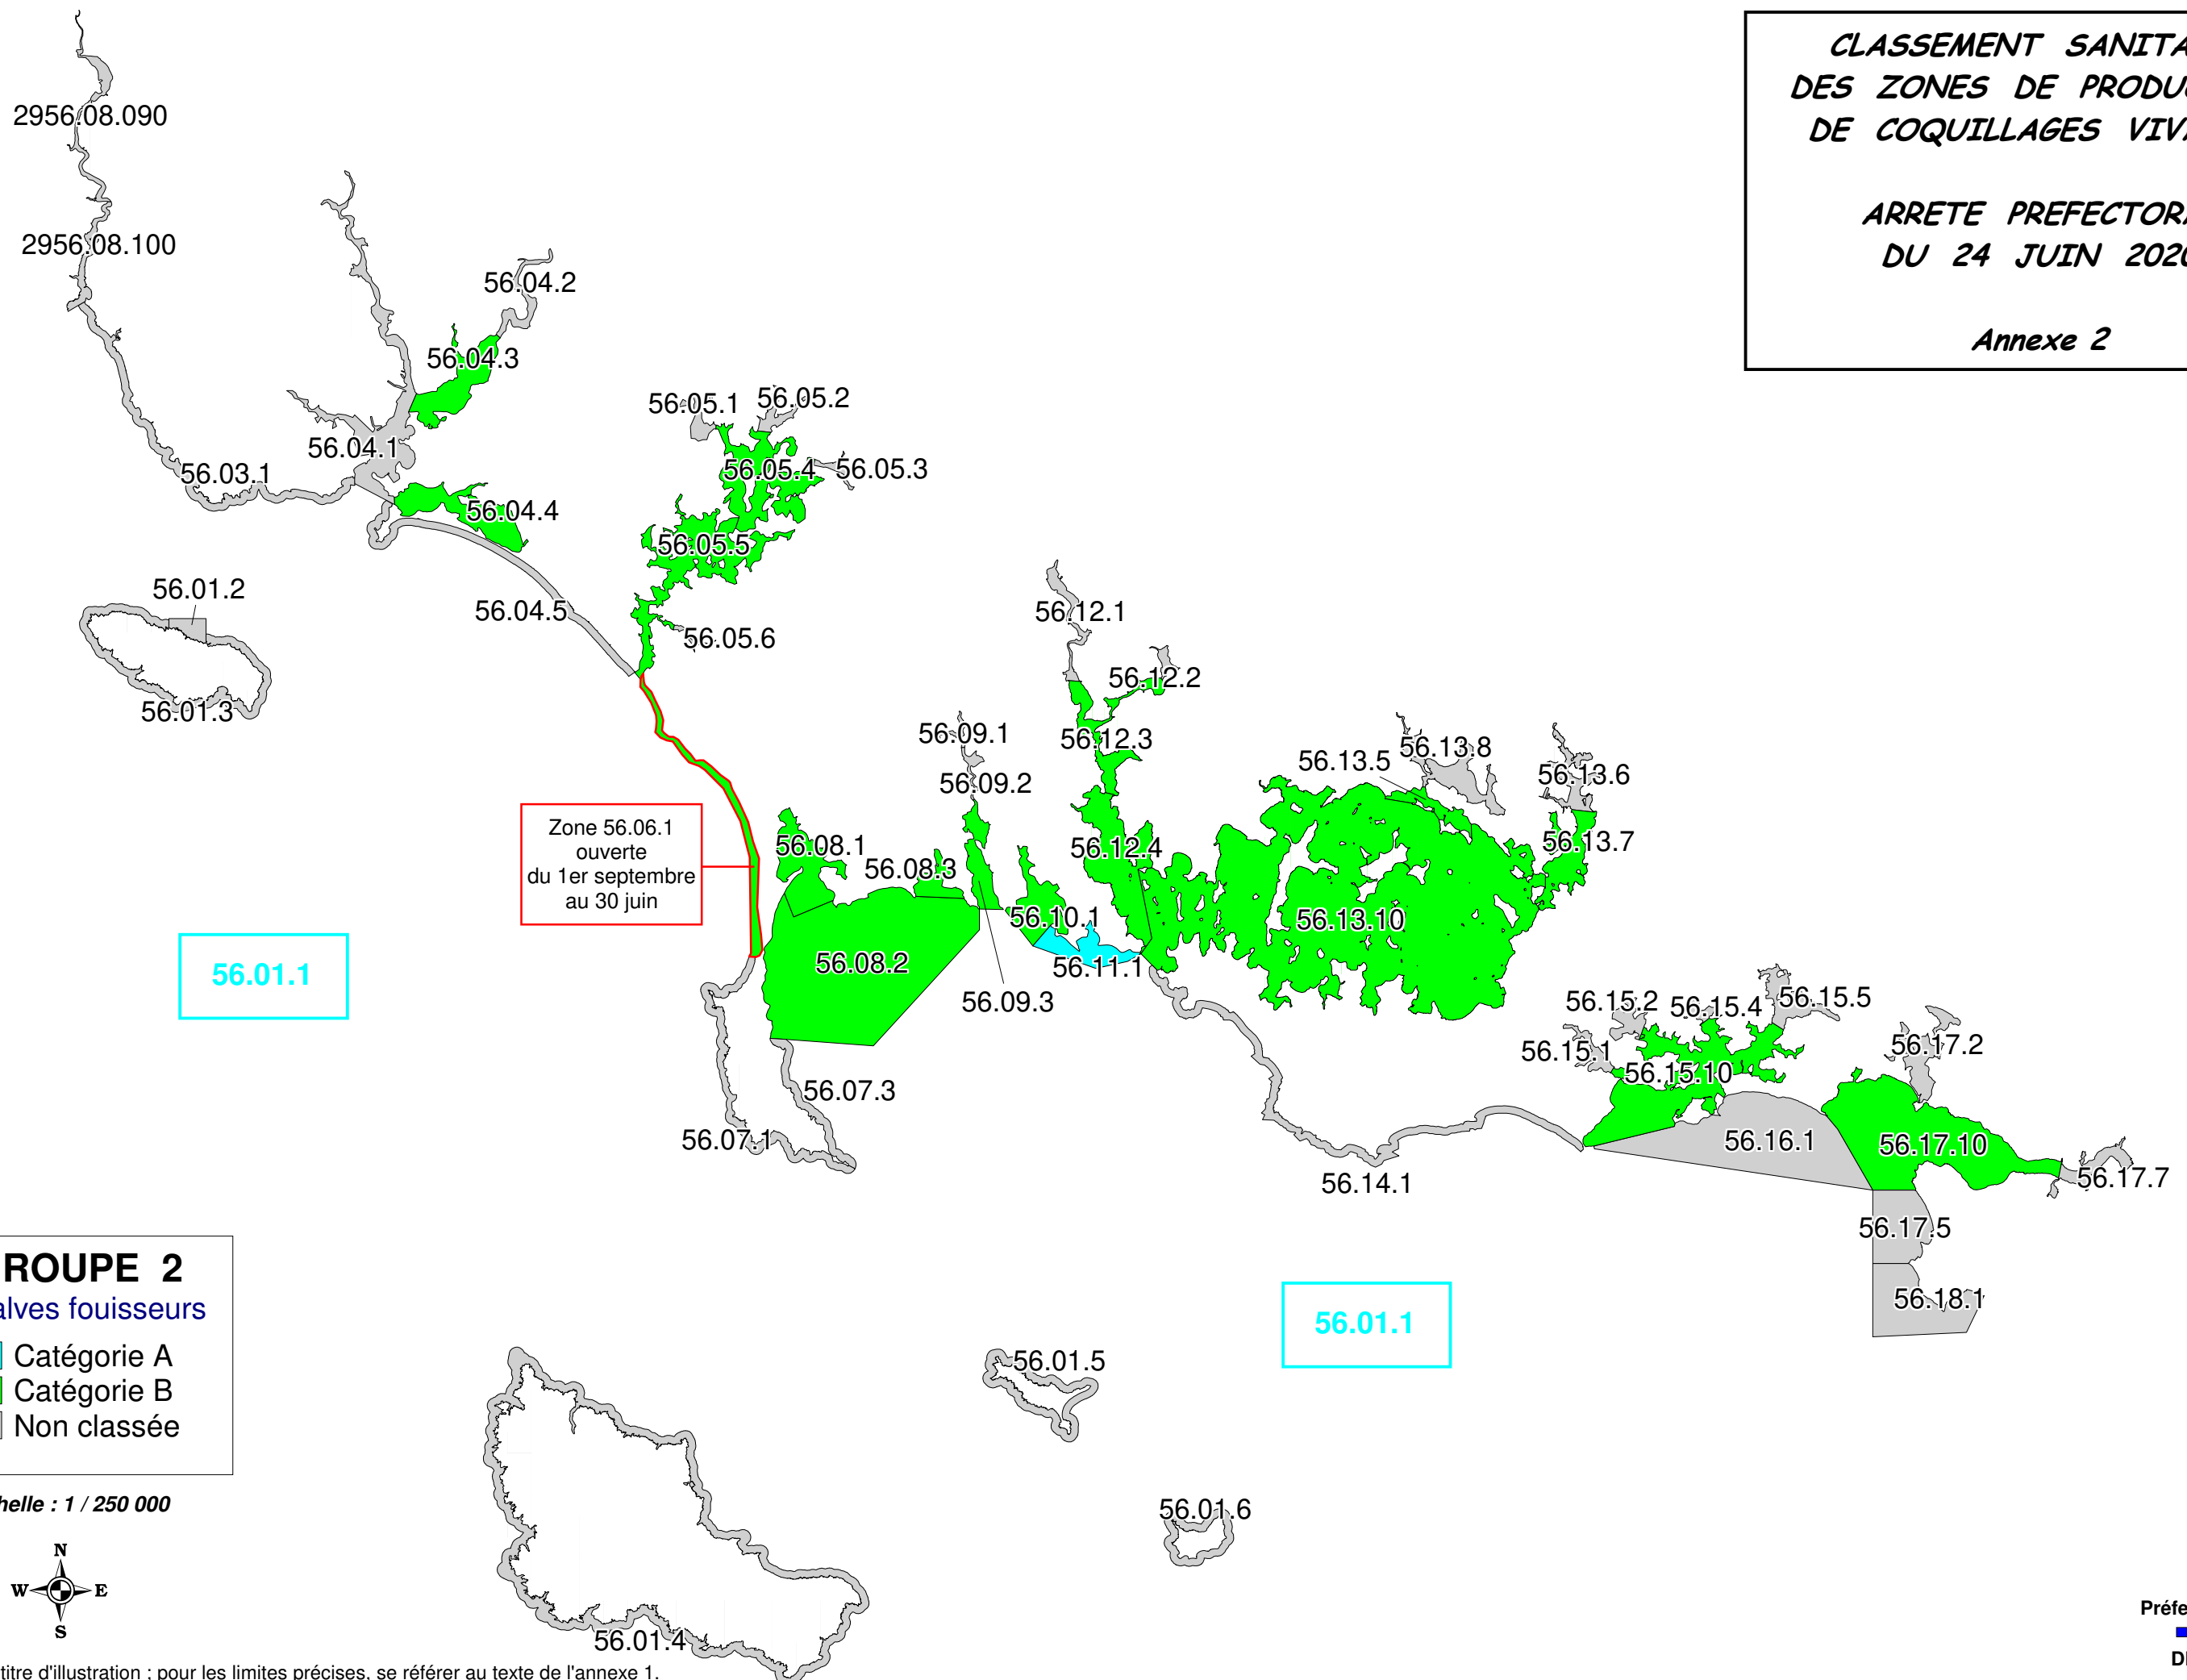 CLASSEMENT SANITA
DES ZONES DE PRODU
DE COQUILLAGES VIV
ARRETE PREFECTORA
DU 24 JUIN 202
Annexe 2
2956.08.090
2956.08.100
56.04.2
56.04.3
56.05.1
56.05.2
56.04.1
56.03.1
56.05.4
56.05.3
56.04.4
56.05.5
56.01.2
56.04.5
56.12.1
56.05.6
56.12.2
56.01.3
56.09.1
56.12.3
56.13.8
56.13.5
56.13.6
56.09.2
Zone 56.06.1
ouverte
du 1er septembre
au 30 juin
56.08.1
56.12.4
56.13.7
56.08.3
56.10.1
56.13.10
56.01.1
56.08.2
56.11.1
56.09.3
56.15.2
56.15.4
56.15.5
56.15.1
56.17.2
56.15.10
56.07.3
56.07.1
56.16.1
56.17.10
56.14.1
56.17.7
56.17.5
56.18.1
ROUPE 2
alves fouisseurs
Catégorie A
Catégorie B
Non classée
56.01.1
56.01.5
helle : 1 / 250 000
56.01.6
N
W E
S
56.01.4
Préfe
D
titre d'illustration ; pour les limites précises, se référer au texte de l'annexe 1.